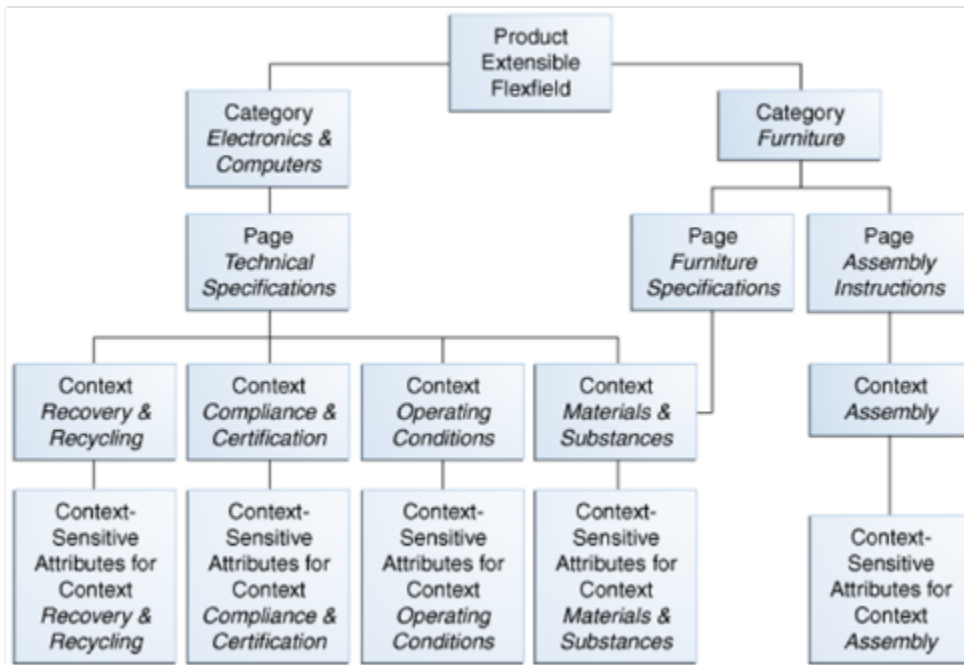 Product
Extensible
Flexfield
Category
Electronics &
Computers
Category
Furniture
Page
Technical
Specifications
Page
Furniture
Specifications
Page
Assembly
Instructions
Context
Recovery &
Recycling
Context
Compliance &
Certification
Context
Operating
Conditions
Context
Materials &
Substances
Context
Assembly
Context-
Sensitive
Attributes for
Context
Recovery &
Recycling
Context-
Sensitive
Attributes for
Context
Compliance &
Certification
Context-
Sensitive
Attributes for
Context
Operating
Conditions
Context-
Sensitive
Attributes for
Context
Materials &
Substances
Context-
Sensitive
Attributes for
Context
Assembly